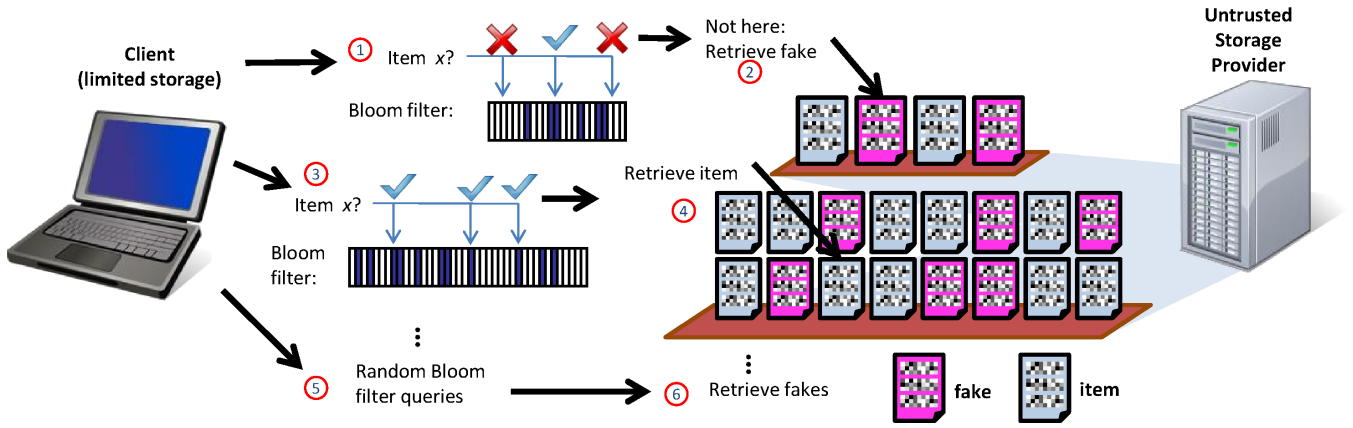 Client
(limited storage)
1
Item x?
Bloom filter:
Not here:
Retrieve fake
2
Untrusted
Storage
Provider
3
Item x?
Bloom
filter:
Retrieve item
4
5
Random Bloom
filter queries
6
Retrieve fakes
fake
item